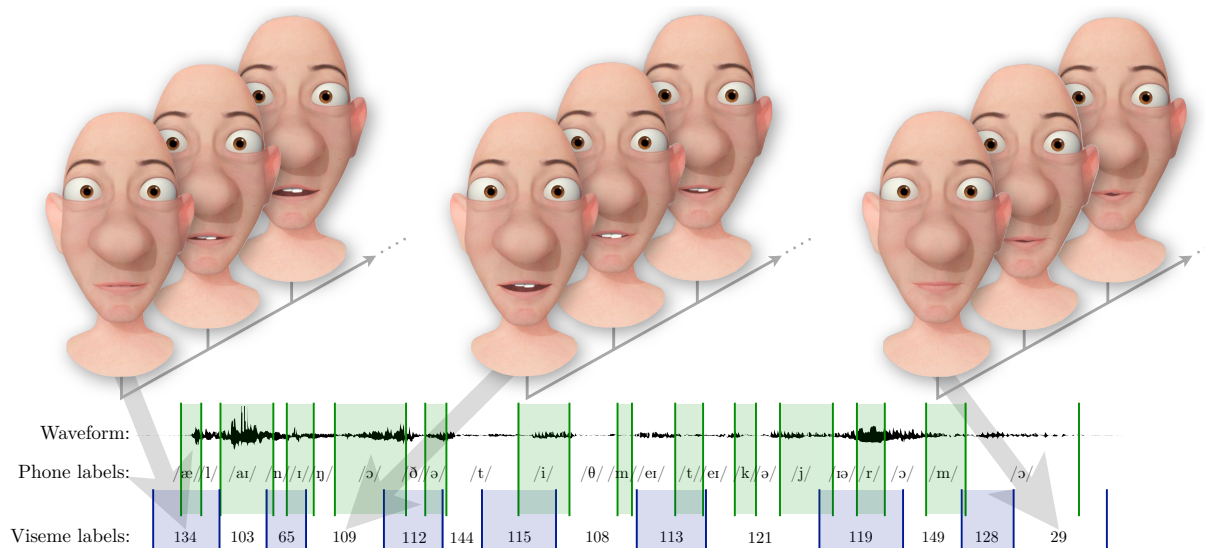 Waveform:
Phone labels: /æ/ /l/ /aɪ/ /n/ /ɪ/ /ŋ/ /ɔ/ /ð/ /ə/ /t/ /i/ /θ/ /m/ /eɪ/ /t/ /eɪ/ /k/ /ə/ /j/ /ɪə/ /r/ /ɔ/ /m/ /ɔ/
Viseme labels: 134 103 65 109 112 144 115 108 113 121 119 149 128 29